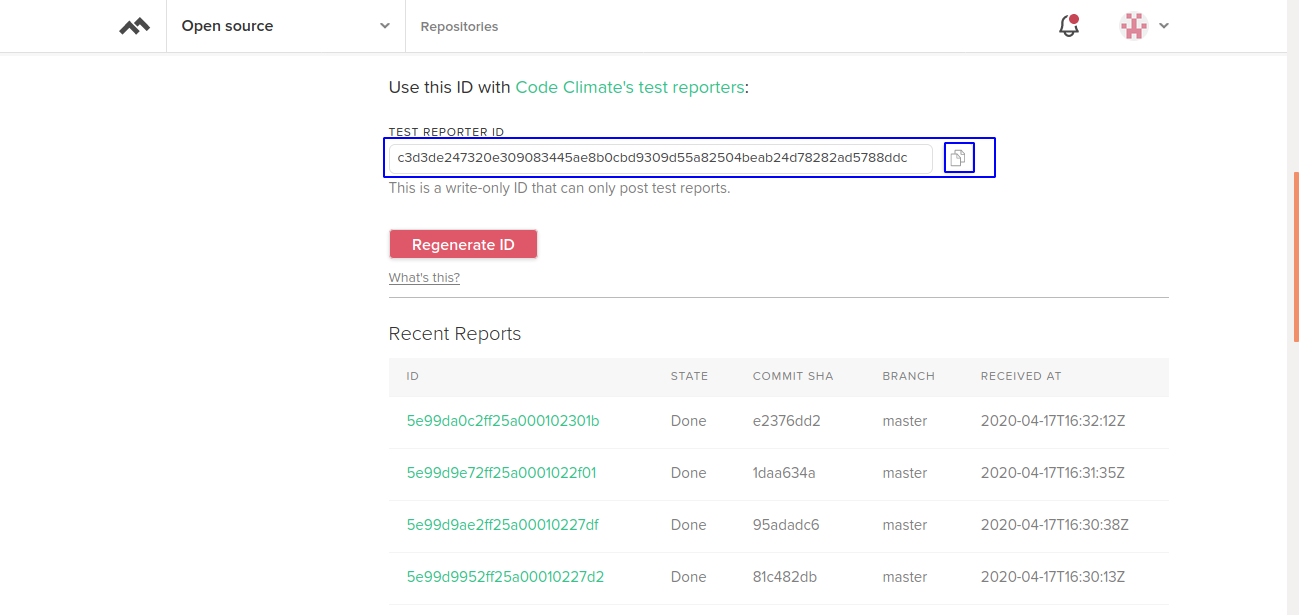 Open source
Repositories
Use this ID with Code Climate's test reporters:
TEST REPORTER ID
c3d3de247320e309083445ae8b0cbd9309d55a82504beab24d78282ad5788ddc
This is a write-only ID that can only post test reports.
Regenerate ID
What's this?
Recent Reports
ID STATE COMMIT SHA BRANCH RECEIVED AT
5e99da0c2ff25a000102301b Done e2376dd2 master 2020-04-17T16:32:12Z
5e99d9e72ff25a0001022f01 Done 1daa634a master 2020-04-17T16:31:35Z
5e99d9ae2ff25a00010227df Done 95adadc6 master 2020-04-17T16:30:38Z
5e99d9952ff25a00010227d2 Done 81c482db master 2020-04-17T16:30:13Z